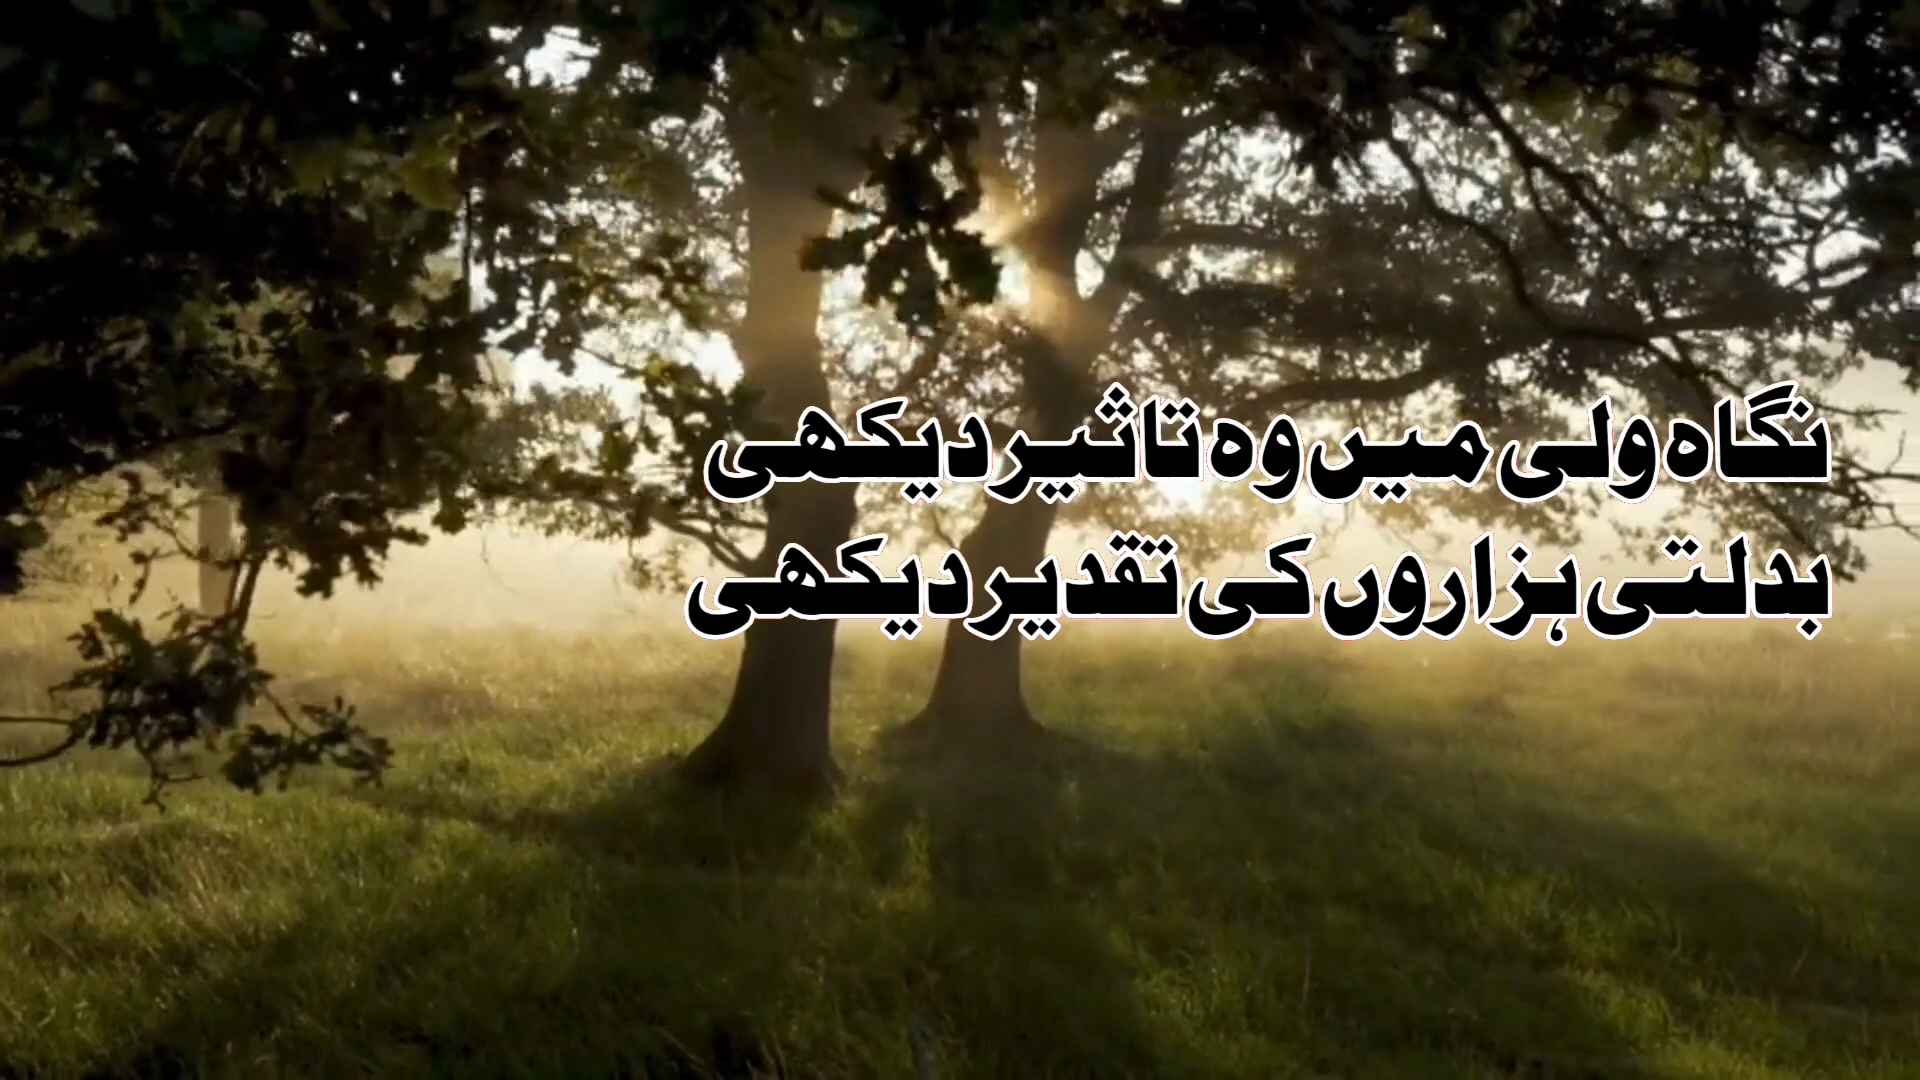 نگاہ ولی میں وہ تاثیر دیکھی
بدلتی ہزاروں کی تقدیر دیکھی